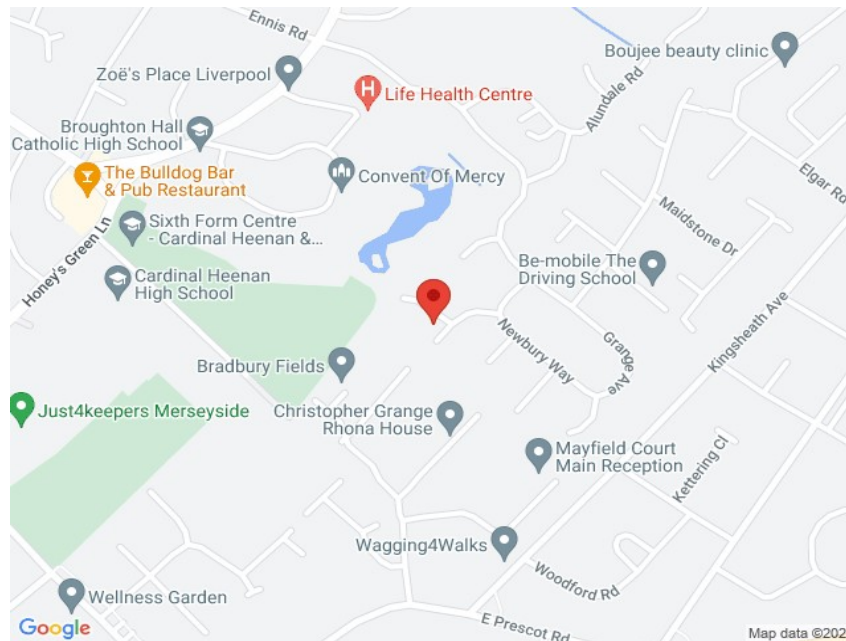 Ennis Rd
Boujee beauty clinic
Zoë's Place Liverpool
Life Health Centre
Alundale Rd
Broughton Hall
Catholic High School
The Bulldog Bar
& Pub Restaurant
Convent Of Mercy
Elgar Rd
Sixth Form Centre
- Cardinal Heenan &...
Maidstone Dr
Honey's Green Ln
Be-mobile The
Driving School
Cardinal Heenan
High School
Kingsheath Ave
Newbury Way
Grange Ave
Bradbury Fields
Just4keepers Merseyside
Christopher Grange
Rhona House
Mayfield Court
Main Reception
Kettering Cl
Wagging4Walks
Woodford Rd
Wellness Garden
E Prescot Rd
Google
Map data ©202